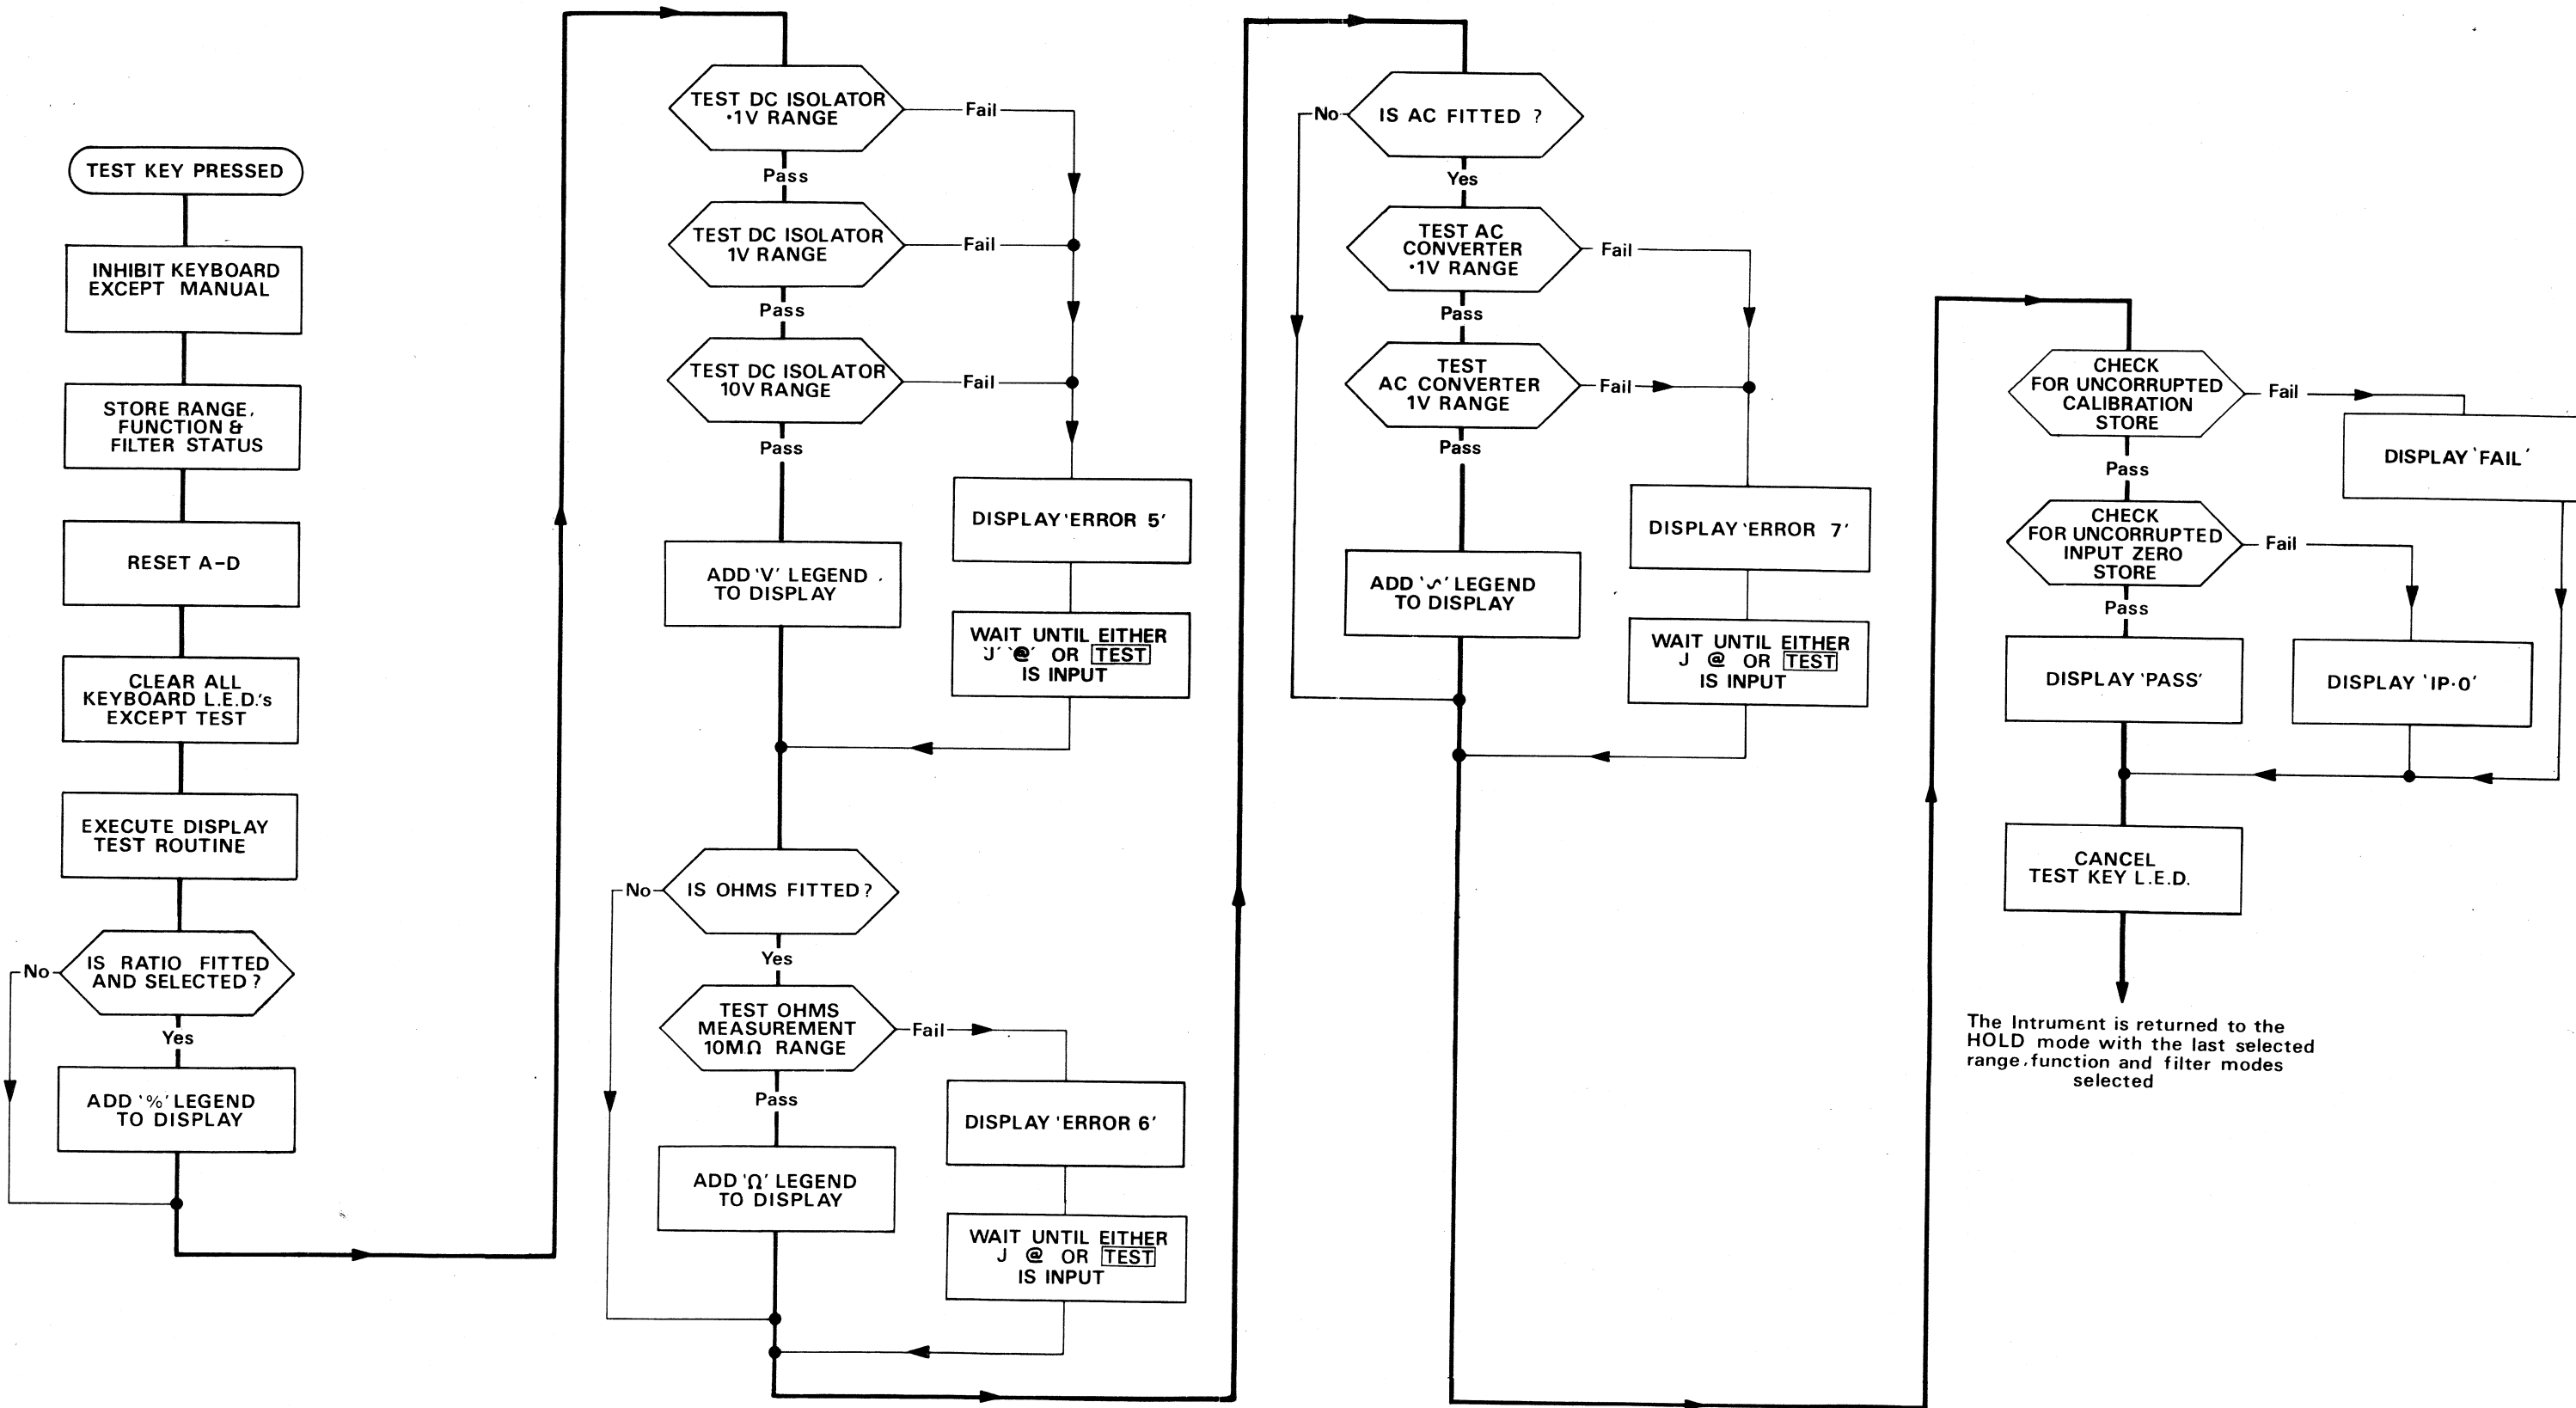 TEST KEY PRESSED
INHIBIT KEYBOARD
EXCEPT MANUAL
STORE RANGE,
FUNCTION &
FILTER STATUS
RESET A-D
CLEAR ALL
KEYBOARD L.E.D.'s
EXCEPT TEST
EXECUTE DISPLAY
TEST ROUTINE
IS RATIO FITTED
AND SELECTED?
No
Yes
ADD '%' LEGEND
TO DISPLAY
TEST DC ISOLATOR
·1V RANGE
Fail
Pass
TEST DC ISOLATOR
1V RANGE
Fail
Pass
TEST DC ISOLATOR
10V RANGE
Fail
Pass
DISPLAY 'ERROR 5'
ADD 'V' LEGEND
TO DISPLAY
WAIT UNTIL EITHER
'J' '@' OR TEST
IS INPUT
No
IS OHMS FITTED?
Yes
TEST OHMS
MEASUREMENT
10MΩ RANGE
Fail
Pass
DISPLAY 'ERROR 6'
ADD 'Ω' LEGEND
TO DISPLAY
WAIT UNTIL EITHER
J @ OR TEST
IS INPUT
No
IS AC FITTED ?
Yes
TEST AC
CONVERTER
·1V RANGE
Fail
Pass
TEST
AC CONVERTER
1V RANGE
Fail
Pass
DISPLAY 'ERROR 7'
ADD '∿' LEGEND
TO DISPLAY
WAIT UNTIL EITHER
J @ OR TEST
IS INPUT
CHECK
FOR UNCORRUPTED
CALIBRATION
STORE
Fail
Pass
DISPLAY 'FAIL'
CHECK
FOR UNCORRUPTED
INPUT ZERO
STORE
Fail
Pass
DISPLAY 'PASS'
DISPLAY 'IP·0'
CANCEL
TEST KEY L.E.D.
The Intrument is returned to the
HOLD mode with the last selected
range, function and filter modes
selected